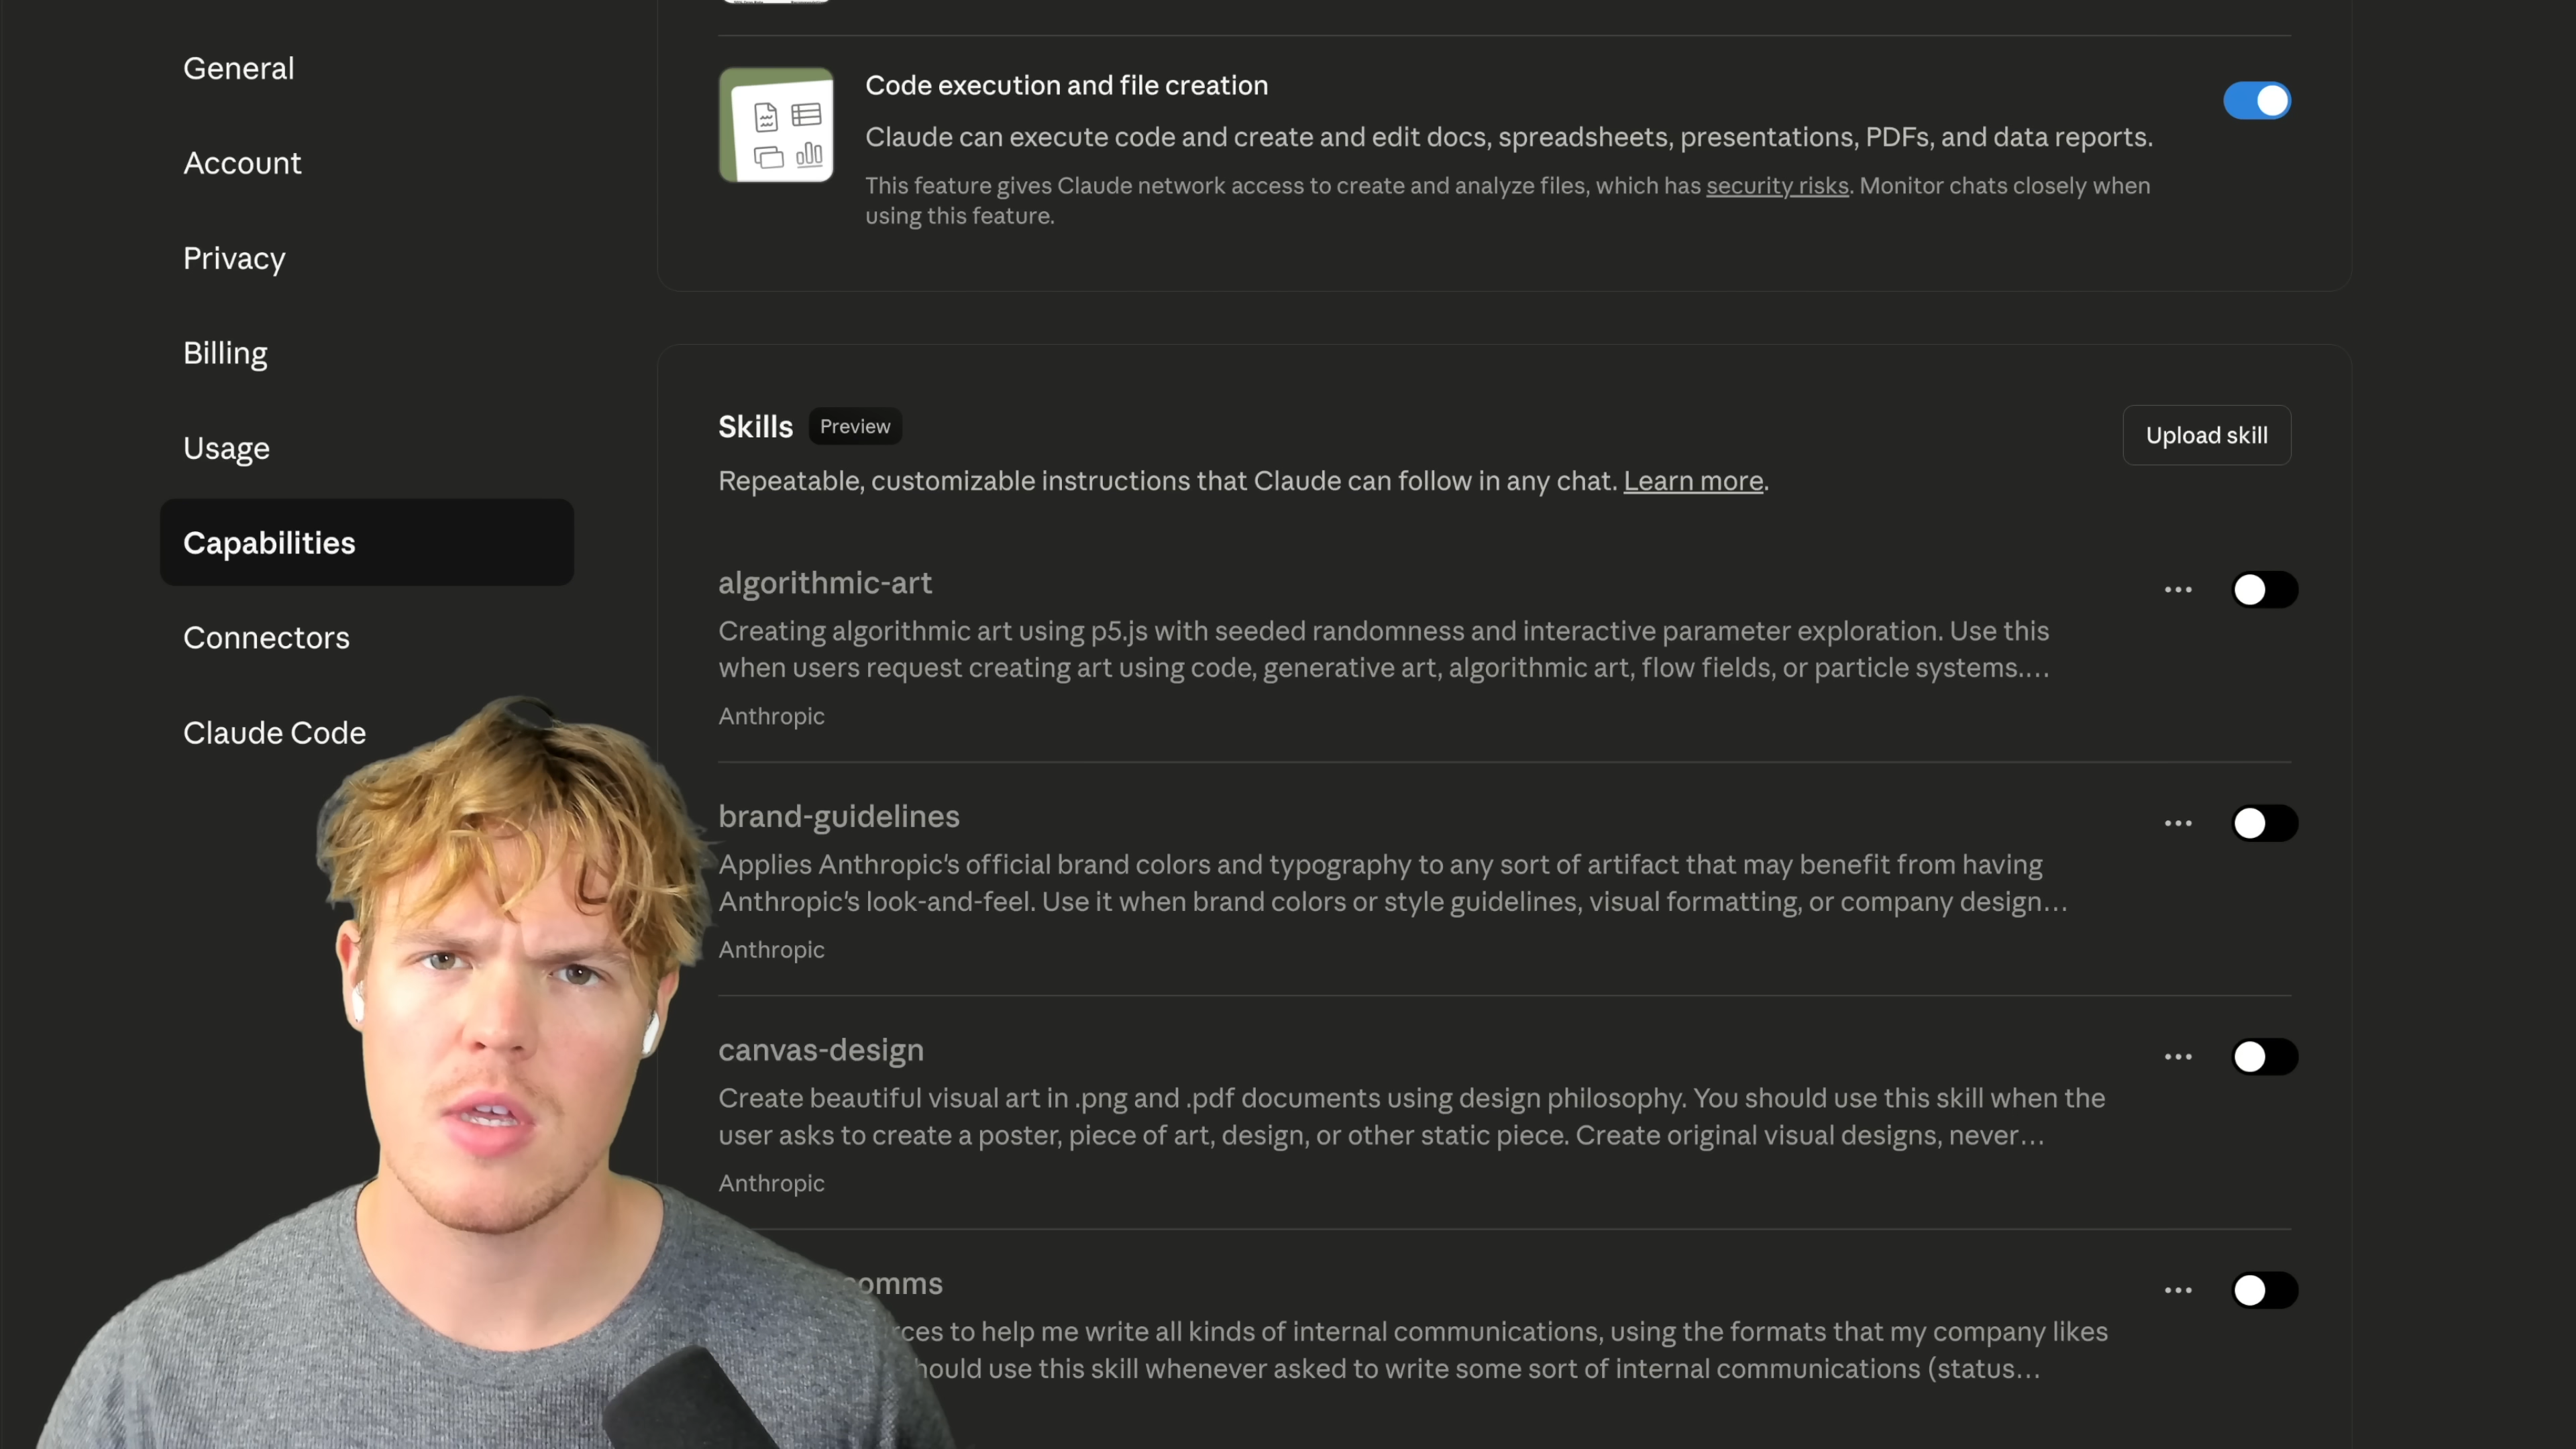 General
Account
Privacy
Billing
Usage
Capabilities
Connectors
Claude Code
Code execution and file creation
Claude can execute code and create and edit docs, spreadsheets, presentations, PDFs, and data reports.
This feature gives Claude network access to create and analyze files, which has security risks. Monitor chats closely when
using this feature.
Skills
Preview
Upload skill
Repeatable, customizable instructions that Claude can follow in any chat. Learn more.
algorithmic-art
Creating algorithmic art using p5.js with seeded randomness and interactive parameter exploration. Use this
when users request creating art using code, generative art, algorithmic art, flow fields, or particle systems....
Anthropic
brand-guidelines
Applies Anthropic's official brand colors and typography to any sort of artifact that may benefit from having
Anthropic's look-and-feel. Use it when brand colors or style guidelines, visual formatting, or company design...
Anthropic
canvas-design
Create beautiful visual art in .png and .pdf documents using design philosophy. You should use this skill when the
user asks to create a poster, piece of art, design, or other static piece. Create original visual designs, never...
Anthropic
to help me write all kinds of internal communications, using the formats that my company likes
use this skill whenever asked to write some sort of internal communications (status...